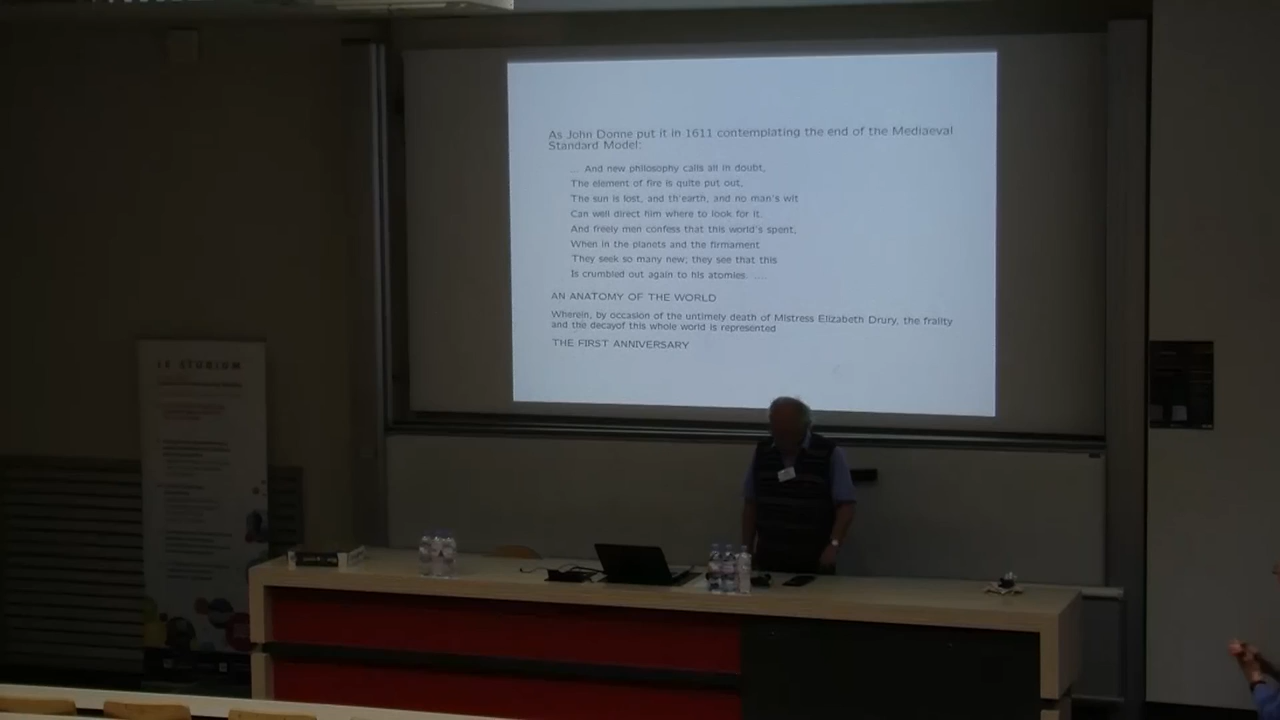 As John Donne put it in 1611 contemplating the end of the Mediaeval
Standard Model:
... And new philosophy calls all in doubt,
The element of fire is quite put out,
The sun is lost, and th'earth, and no man's wit
Can well direct him where to look for it.
And freely men confess that this world's spent,
When in the planets and the firmament
They seek so many new; they see that this
Is crumbled out again to his atomies. ....
AN ANATOMY OF THE WORLD
Wherein, by occasion of the untimely death of Mistress Elizabeth Drury, the frailty
and the decayof this whole world is represented
THE FIRST ANNIVERSARY
LE STUDIUM